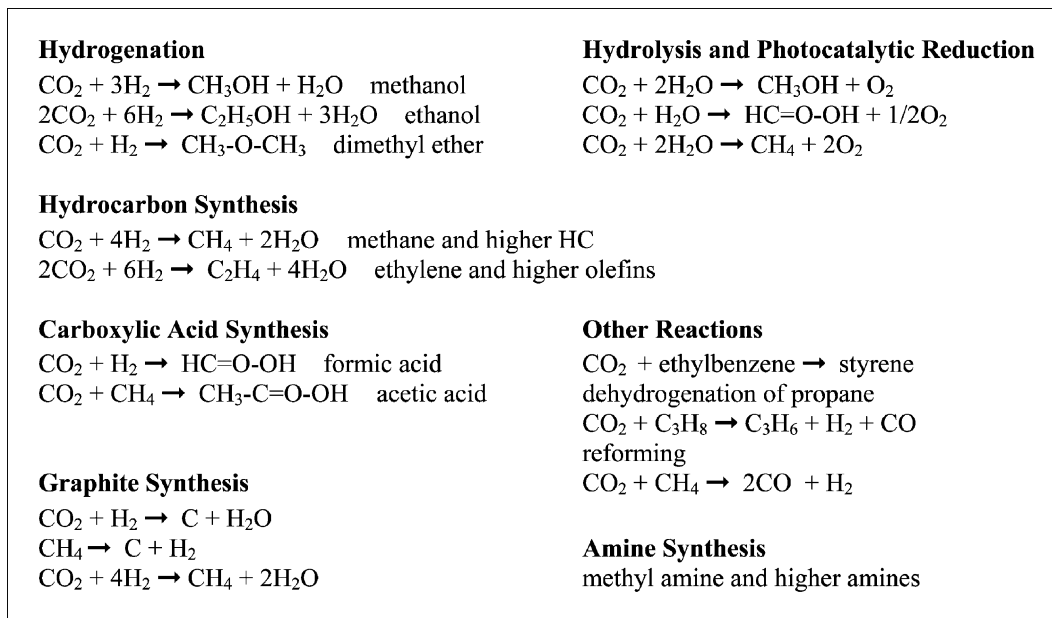 Hydrogenation
CO₂ + 3H₂ → CH₃OH + H₂O methanol
2CO₂ + 6H₂ → C₂H₅OH + 3H₂O ethanol
CO₂ + H₂ → CH₃-O-CH₃ dimethyl ether
Hydrolysis and Photocatalytic Reduction
CO₂ + 2H₂O → CH₃OH + O₂
CO₂ + H₂O → HC=O-OH + 1/2O₂
CO₂ + 2H₂O → CH₄ + 2O₂
Hydrocarbon Synthesis
CO₂ + 4H₂ → CH₄ + 2H₂O methane and higher HC
2CO₂ + 6H₂ → C₂H₄ + 4H₂O ethylene and higher olefins
Carboxylic Acid Synthesis
CO₂ + H₂ → HC=O-OH formic acid
CO₂ + CH₄ → CH₃-C=O-OH acetic acid
Other Reactions
CO₂ + ethylbenzene → styrene
dehydrogenation of propane
CO₂ + C₃H₈ → C₃H₆ + H₂ + CO
reforming
CO₂ + CH₄ → 2CO + H₂
Graphite Synthesis
CO₂ + H₂ → C + H₂O
CH₄ → C + H₂
CO₂ + 4H₂ → CH₄ + 2H₂O
Amine Synthesis
methyl amine and higher amines